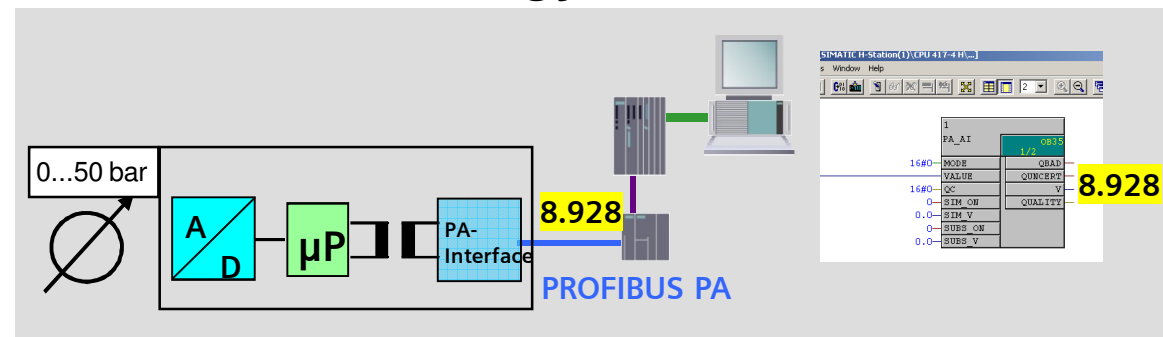 SIMATIC H-Station(1)\CPU 417-4 H\...]
Window Help
2
1
PA_AI
OB35
1/2
16#0 MODE QBAD
VALUE QUNCERT
16#0 QC V 8.928
0 SIM_ON QUALITY
0.0 SIM_V
0 SUBS_ON
0.0 SUBS_V
0...50 bar
A
D
µP
PA-
Interface
8.928
PROFIBUS PA